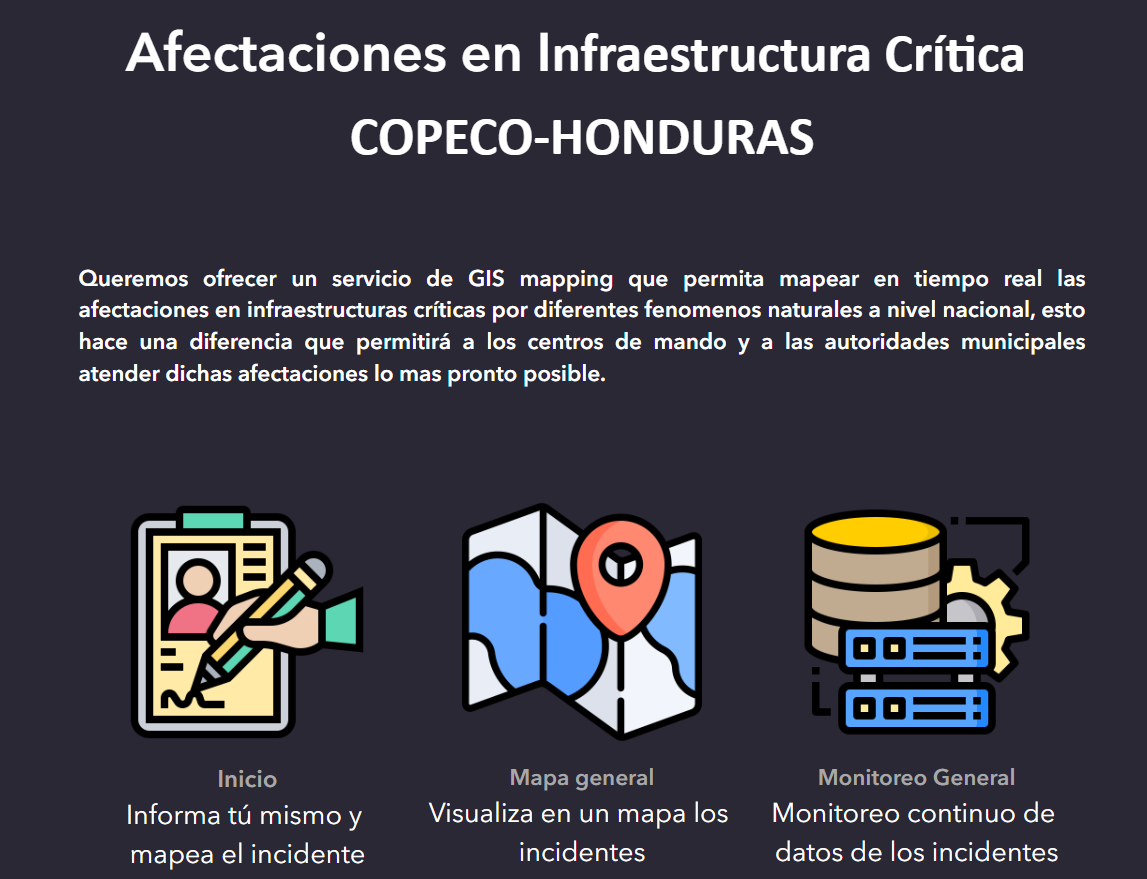 Afectaciones en Infraestructura Crítica
COPECO-HONDURAS
Queremos ofrecer un servicio de GIS mapping que permita mapear en tiempo real las
afectaciones en infraestructuras críticas por diferentes fenomenos naturales a nivel nacional, esto
hace una diferencia que permitirá a los centros de mando y a las autoridades municipales
atender dichas afectaciones lo mas pronto posible.
Inicio
Informa tú mismo y
mapea el incidente
Mapa general
Visualiza en un mapa los
incidentes
Monitoreo General
Monitoreo continuo de
datos de los incidentes